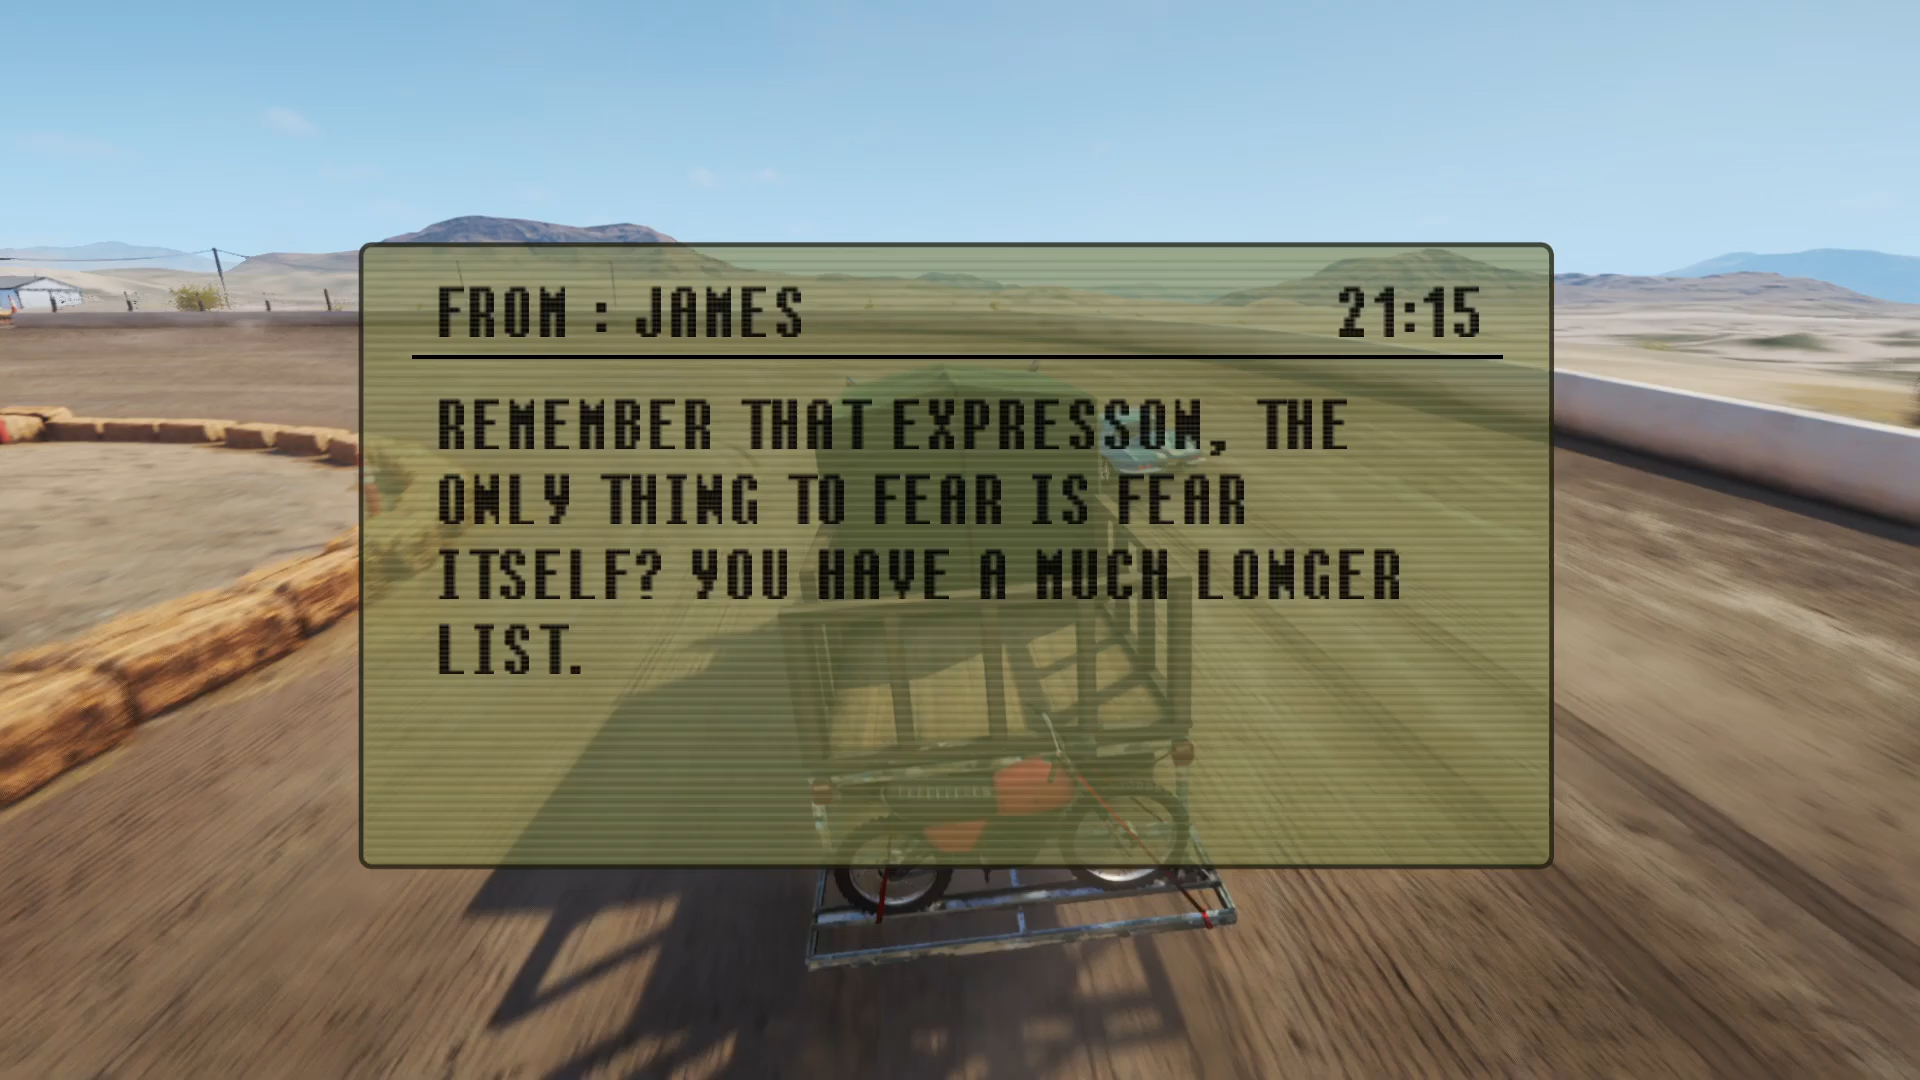 FROM : JAMES 21:15
REMEMBER THAT EXPRESSON, THE
ONLY THING TO FEAR IS FEAR
ITSELF? YOU HAVE A MUCH LONGER
LIST.